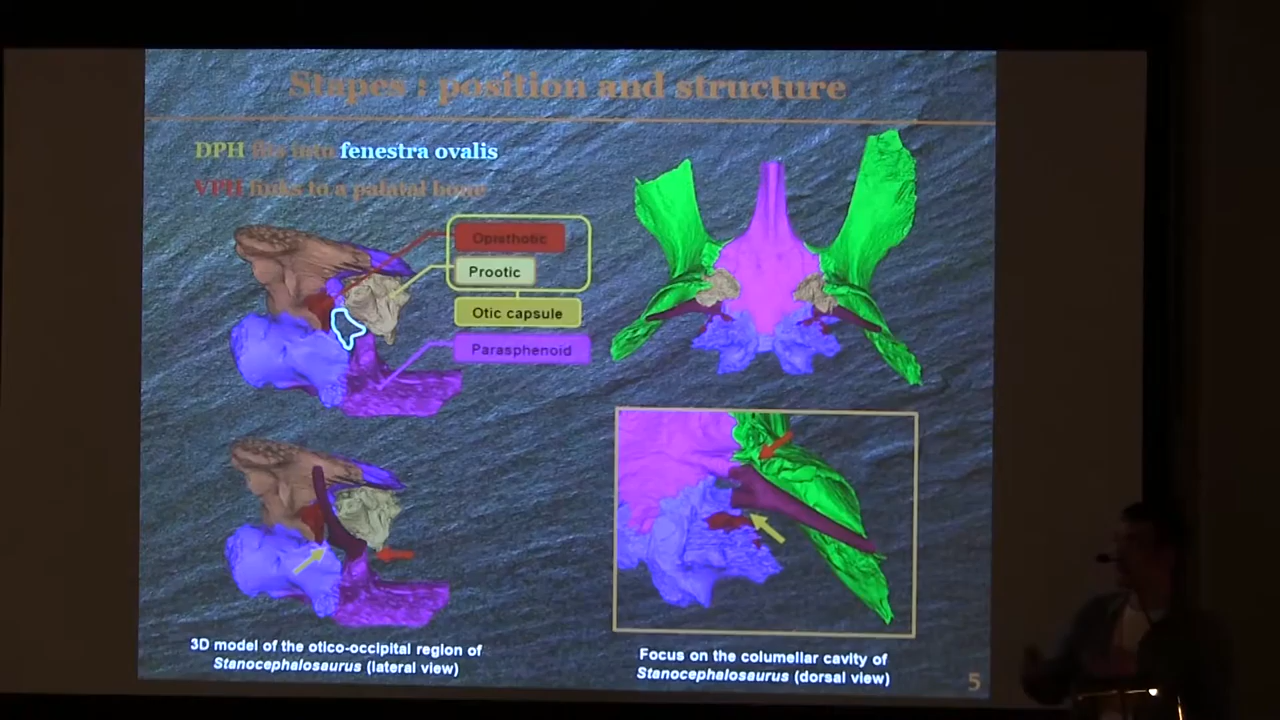 Stapes : position and structure
DPH fits into fenestra ovalis
VPH links to a palatal bone
Opisthotic
Prootic
Otic capsule
Parasphenoid
3D model of the otico-occipital region of
Stanocephalosaurus (lateral view)
Focus on the columellar cavity of
Stanocephalosaurus (dorsal view)
5